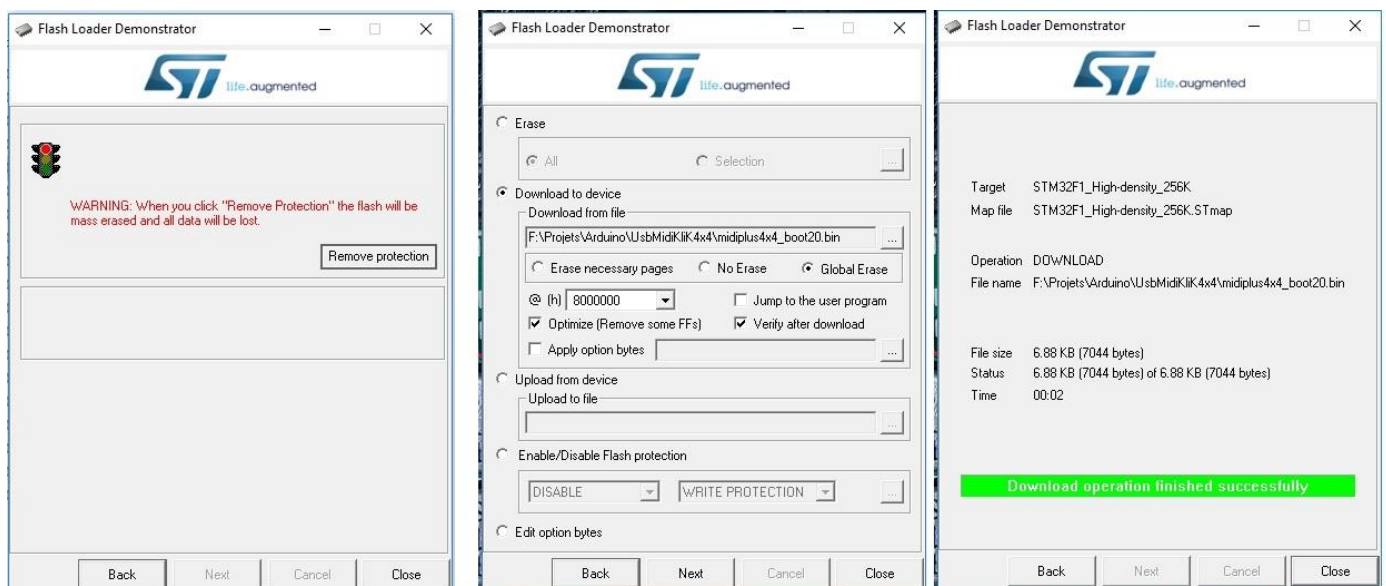 Flash Loader Demonstrator
ST life.augmented
WARNING: When you click "Remove Protection" the flash will be
mass erased and all data will be lost.
Remove protection
Back Next Cancel Close
Flash Loader Demonstrator
ST life.augmented
Erase
All Selection ...
Download to device
Download from file
F:\Projets\Arduino\UsbMidiKliK4x4\midiplus4x4_boot20.bin ...
Erase necessary pages No Erase Global Erase
@ (h) 8000000 Jump to the user program
Optimize (Remove some FFs) Verify after download
Apply option bytes ...
Upload from device
Upload to file
...
Enable/Disable Flash protection
DISABLE WRITE PROTECTION ...
Edit option bytes
Back Next Cancel Close
Flash Loader Demonstrator
ST life.augmented
Target STM32F1_High-density_256K
Map file STM32F1_High-density_256K.STmap
Operation DOWNLOAD
File name F:\Projets\Arduino\UsbMidiKliK4x4\midiplus4x4_boot20.bin
File size 6.88 KB (7044 bytes)
Status 6.88 KB (7044 bytes) of 6.88 KB (7044 bytes)
Time 00:02
Download operation finished successfully
Back Next Cancel Close